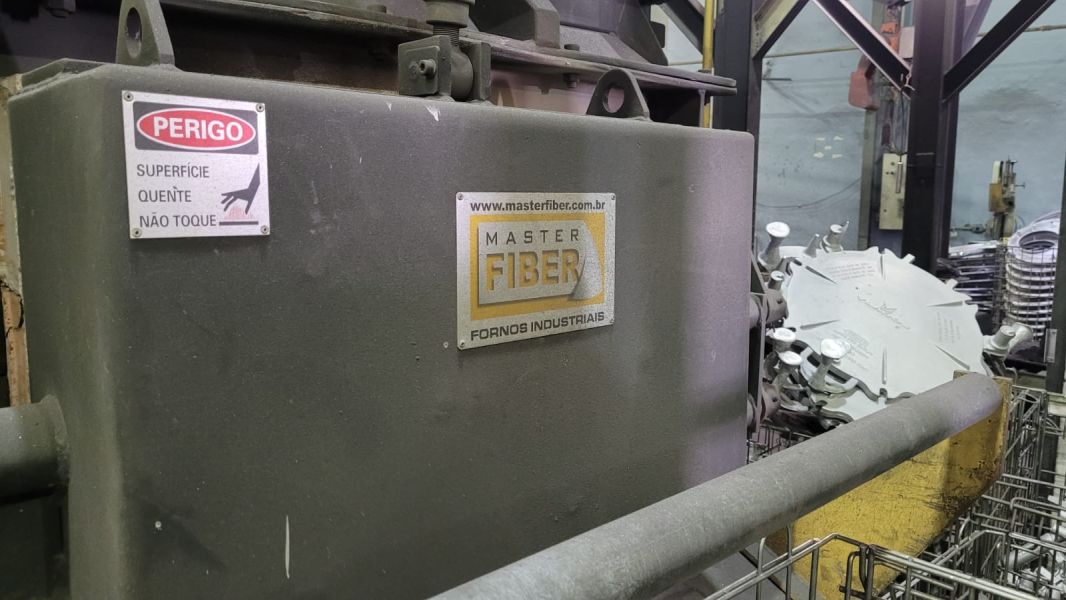 PERIGO
SUPERFÍCIE
QUENTE
NÃO TOQUE
www.masterfiber.com.br
MASTER
FIBER
FORNOS INDUSTRIAIS